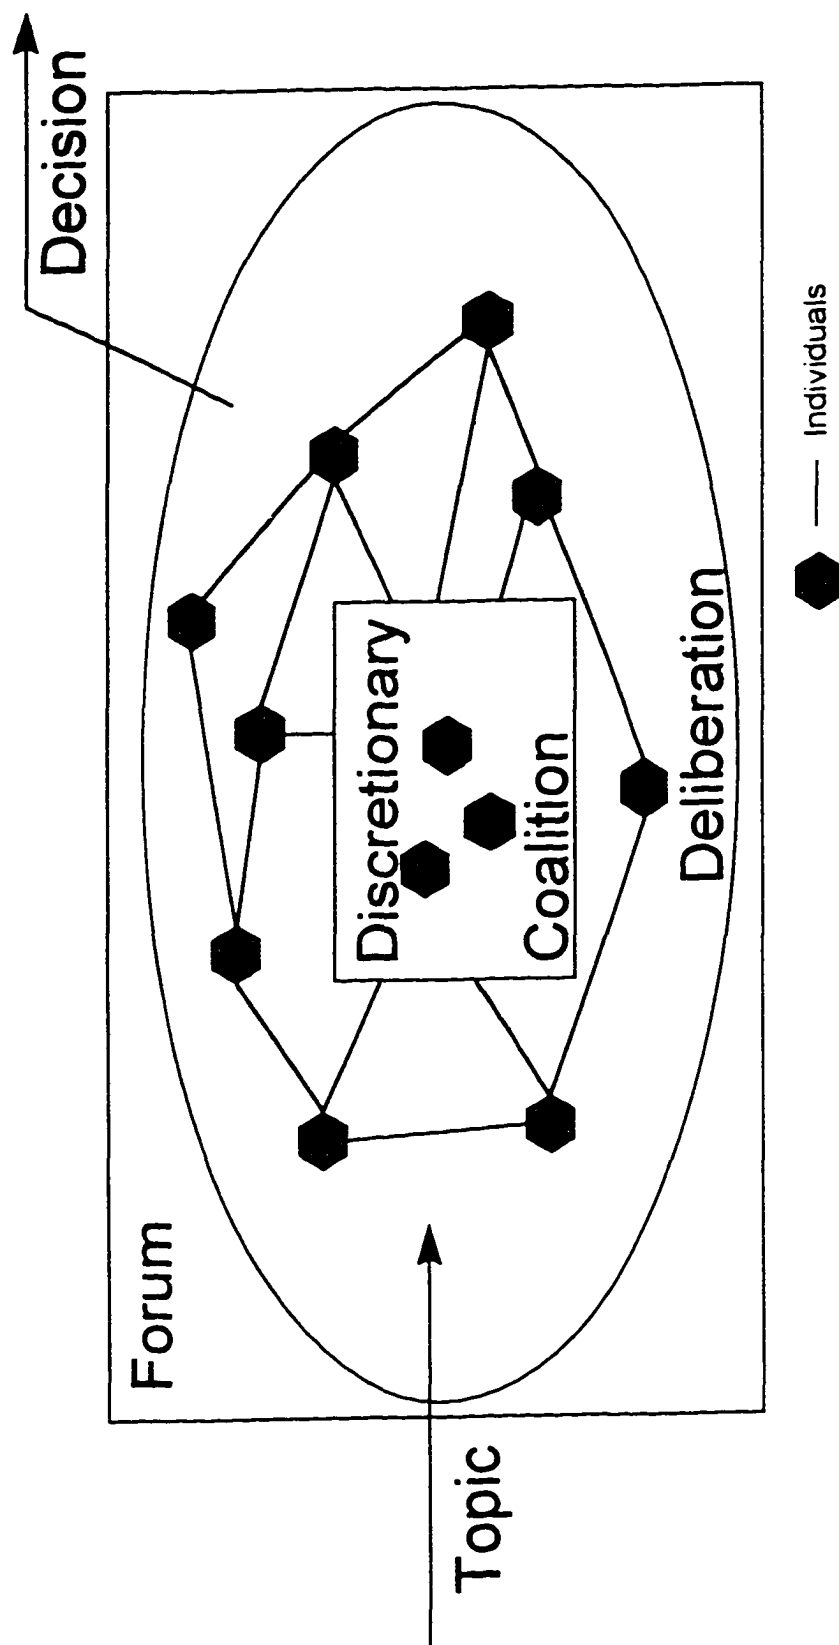 Decision
Forum
Discretionary
Coalition
Deliberation
Topic
Individuals